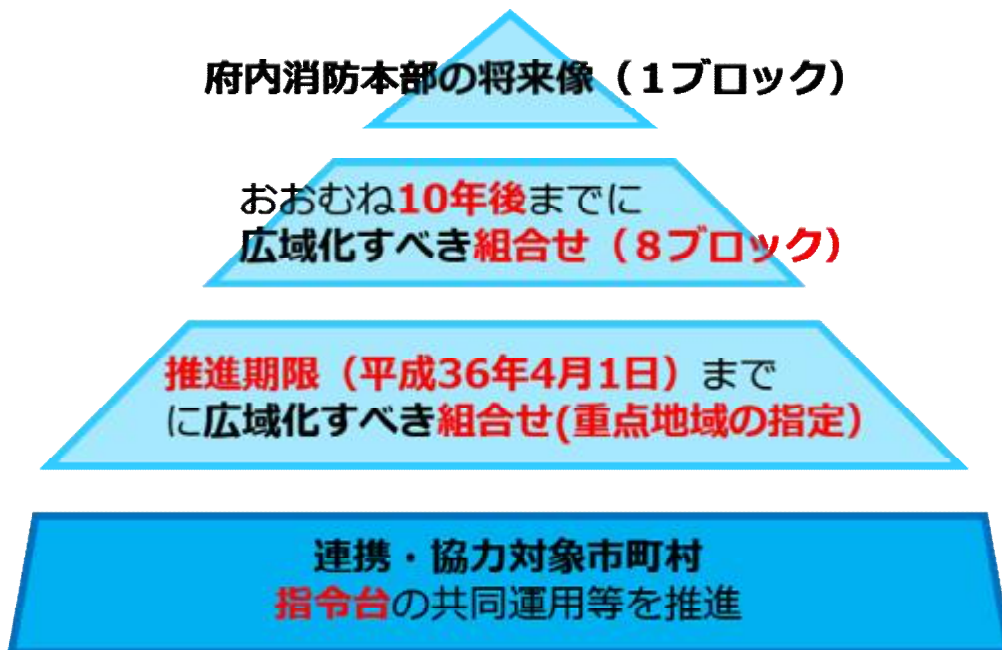 府内消防本部の将来像（１ブロック）
おおむね10年後までに
広域化すべき組合せ（８ブロック）
推進期限（平成36年4月1日）まで
に広域化すべき組合せ(重点地域の指定）
連携・協力対象市町村
指令台の共同運用等を推進